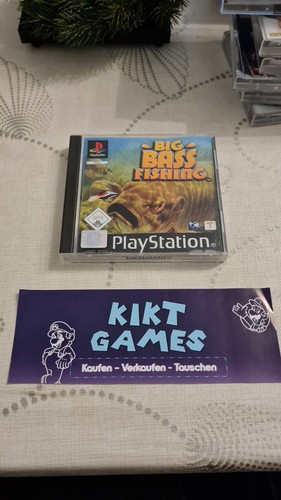 BIG
BASS
FISHING
PlayStation
KIKT
GAMES
Kaufen - Verkaufen - Tauschen